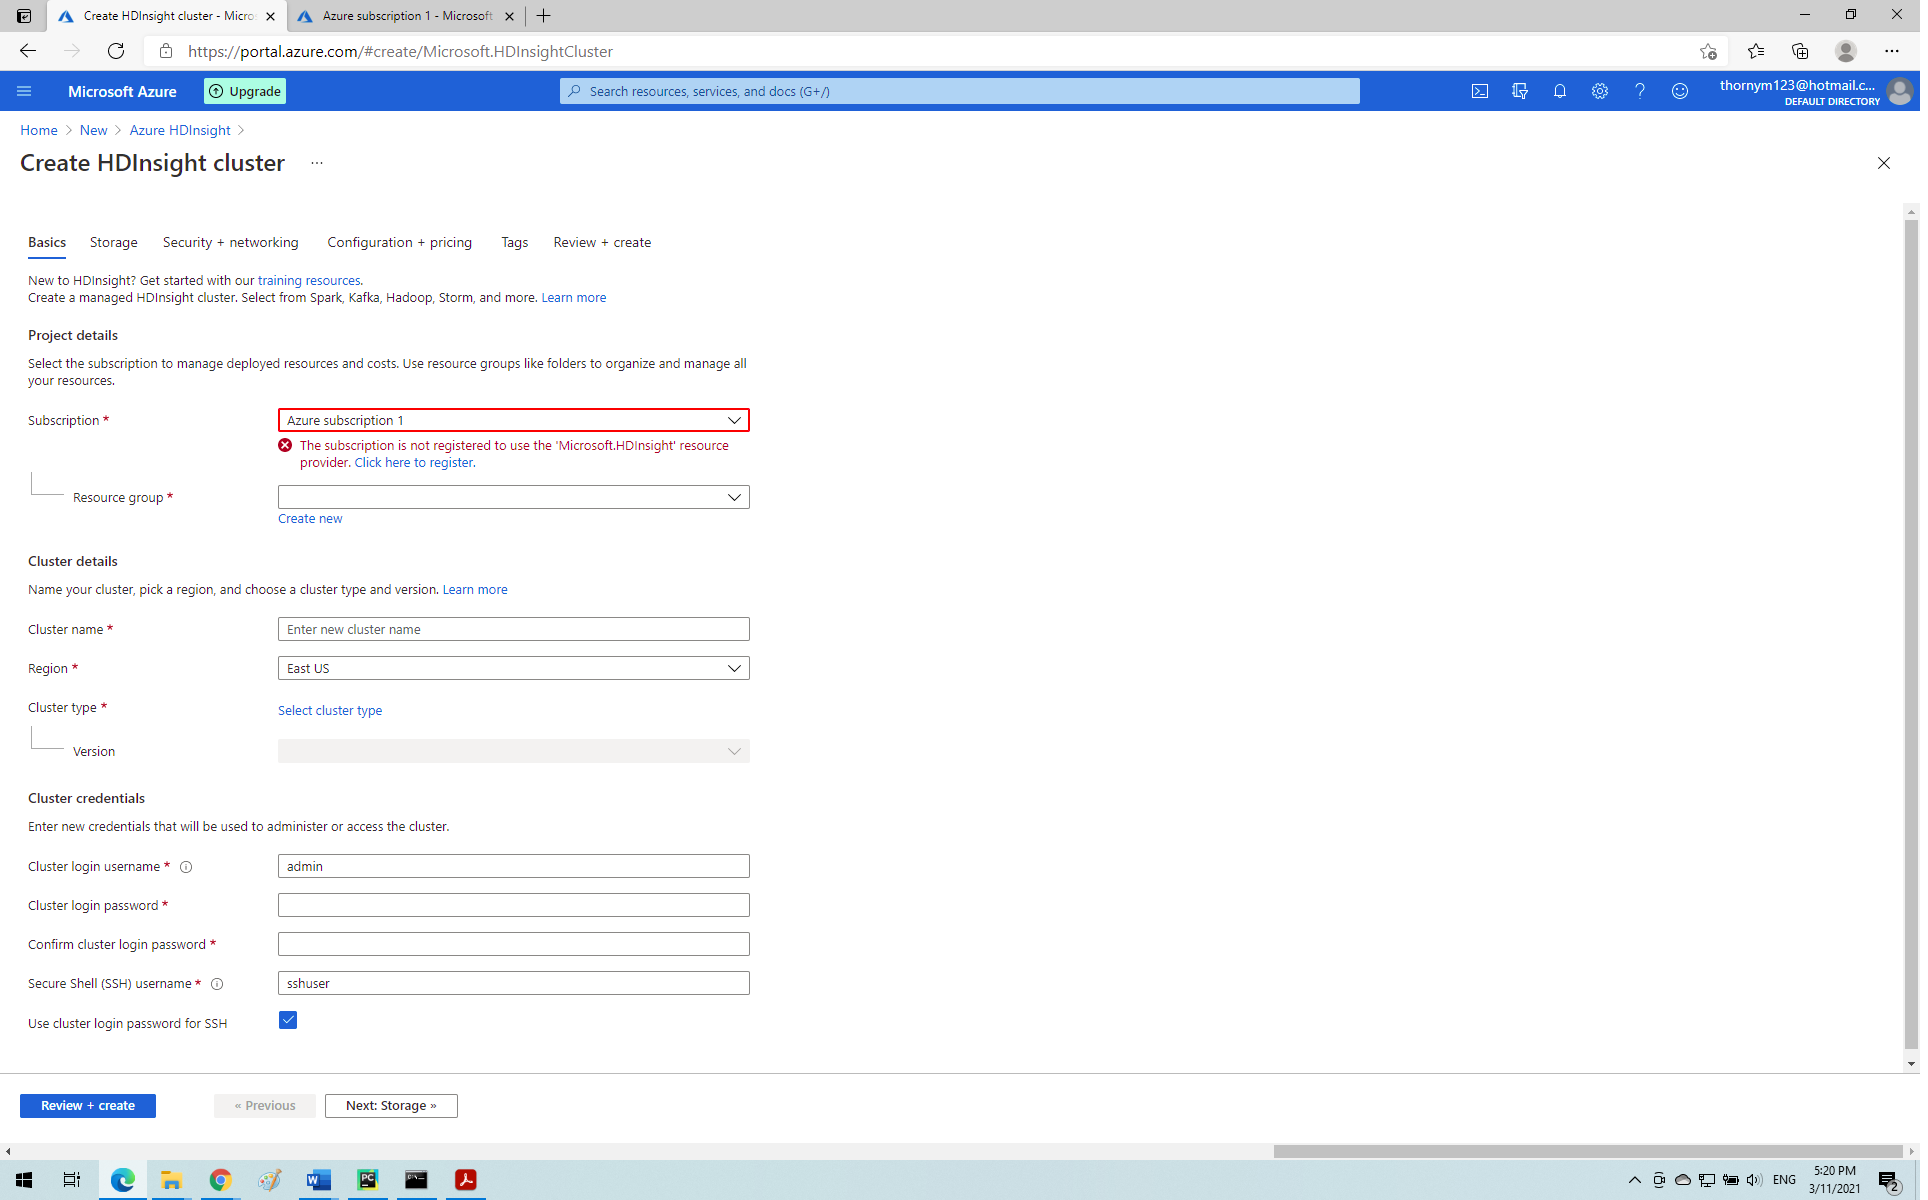 Create HDInsight cluster - Micro
Azure subscription 1 - Microsoft
https://portal.azure.com/#create/Microsoft.HDInsightCluster
Microsoft Azure
Upgrade
Search resources, services, and docs (G+/)
thornym123@hotmail.c...
DEFAULT DIRECTORY
Home > New > Azure HDInsight >
Create HDInsight cluster ...
Basics Storage Security + networking Configuration + pricing Tags Review + create
New to HDInsight? Get started with our training resources.
Create a managed HDInsight cluster. Select from Spark, Kafka, Hadoop, Storm, and more. Learn more
Project details
Select the subscription to manage deployed resources and costs. Use resource groups like folders to organize and manage all
your resources.
Subscription *
Azure subscription 1
The subscription is not registered to use the 'Microsoft.HDInsight' resource
provider. Click here to register.
Resource group *
Create new
Cluster details
Name your cluster, pick a region, and choose a cluster type and version. Learn more
Cluster name *
Enter new cluster name
Region *
East US
Cluster type *
Select cluster type
Version
Cluster credentials
Enter new credentials that will be used to administer or access the cluster.
Cluster login username *
admin
Cluster login password *
Confirm cluster login password *
Secure Shell (SSH) username *
sshuser
Use cluster login password for SSH
Review + create
« Previous
Next: Storage »
ENG
5:20 PM
3/11/2021
2